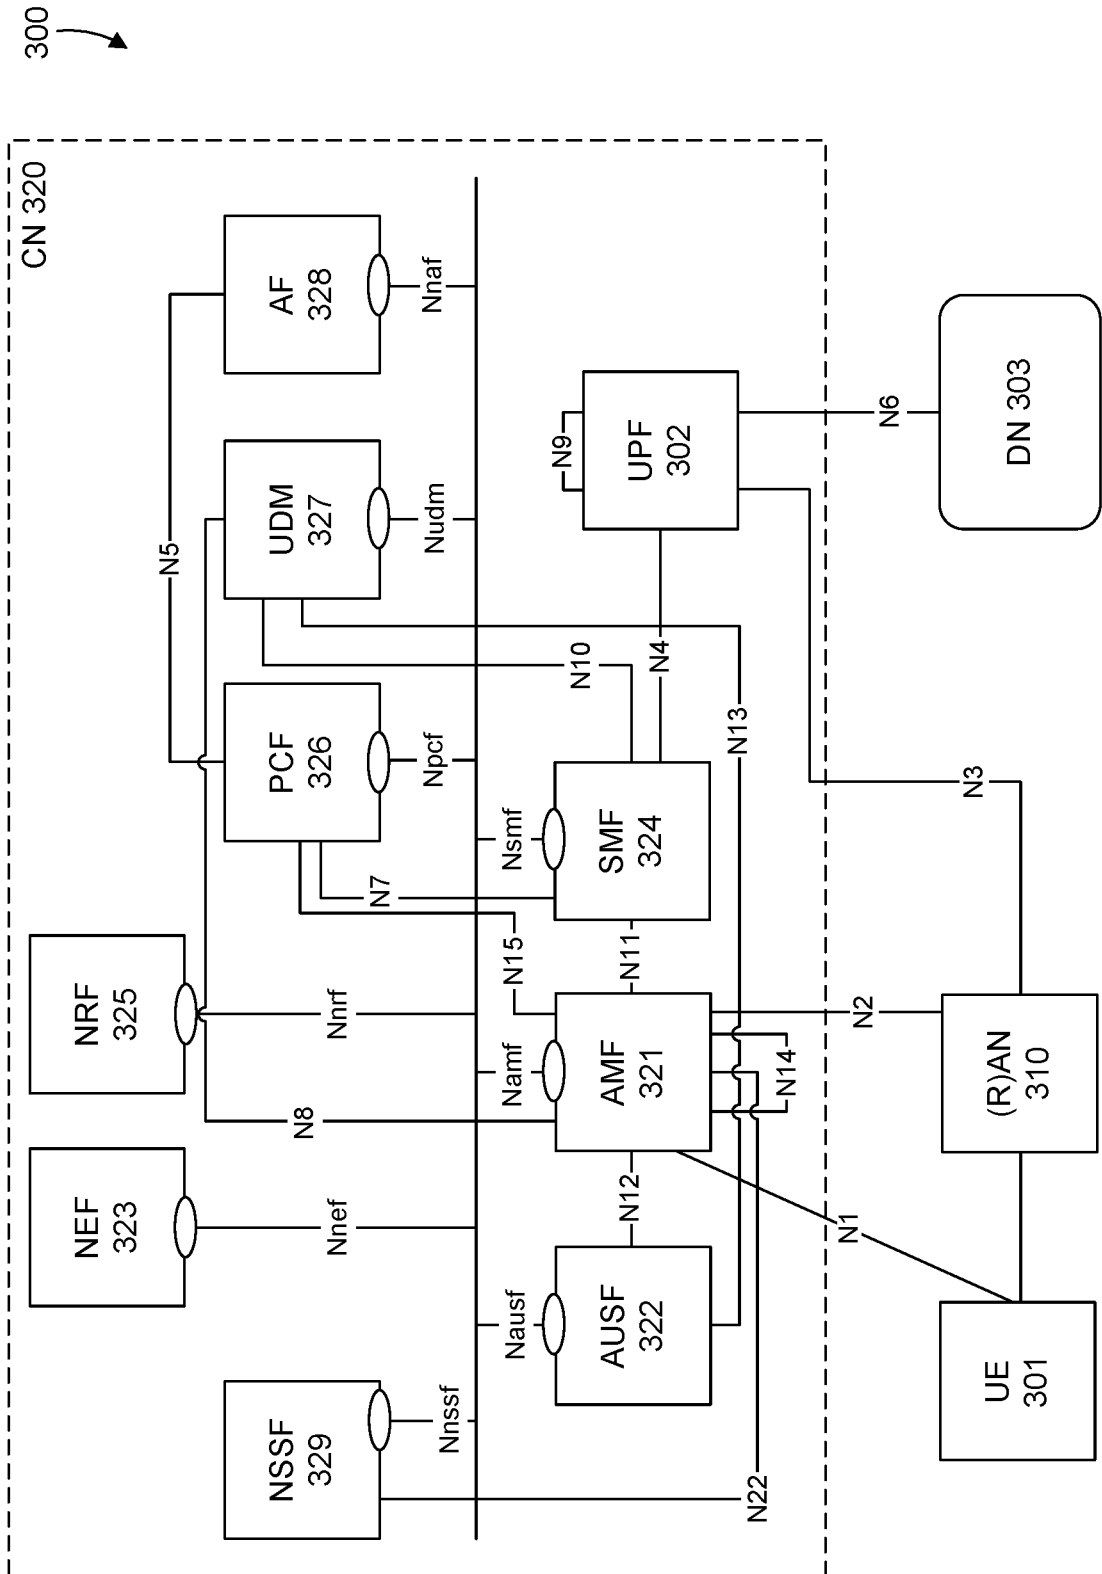 300
CN 320
NSSF
329
NEF
323
NRF
325
PCF
326
UDM
327
AF
328
N5
N8
Nnssf
Nnef
Nnrf
Npcf
Nudm
Nnaf
N7
N15
N10
Nausf
Namf
Nsmf
AUSF
322
N12
AMF
321
N11
SMF
324
N4
N9
UPF
302
N13
N14
N22
N1
N2
N3
N6
UE
301
(R)AN
310
DN 303